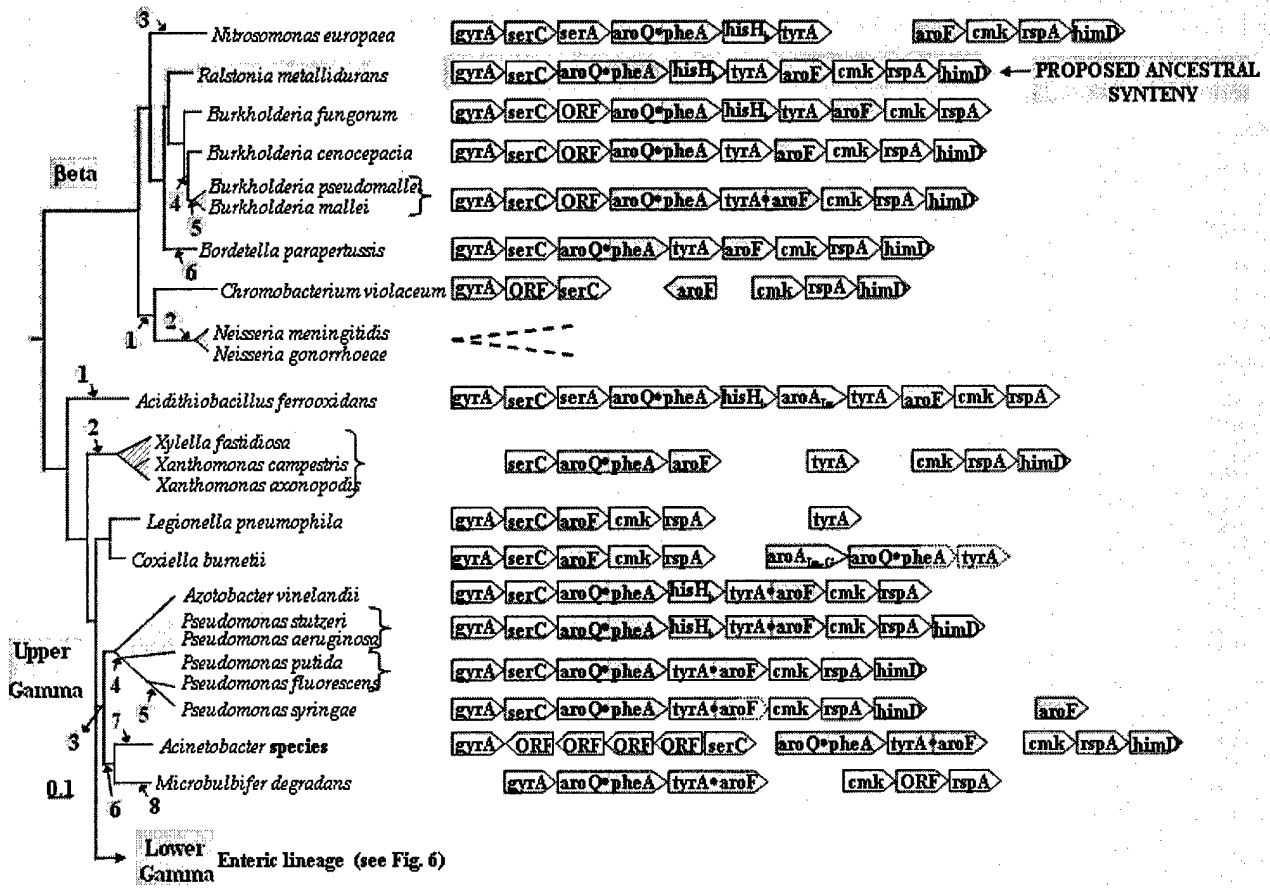 3 Nitrosomonas europaea gyrA serC serA aroQ•pheA hisHb tyrA aroF cmk rspA himD
Ralstonia metallidurans gyrA serC aroQ•pheA hisHb tyrA aroF cmk rspA himD PROPOSED ANCESTRAL
SYNTENY
Burkholderia fungorum gyrA serC ORF aroQ•pheA hisHb tyrA aroF cmk rspA
Burkholderia cenocepacia gyrA serC ORF aroQ•pheA tyrA aroF cmk rspA himD
Βeta
Burkholderia pseudomallei
4 Burkholderia mallei gyrA serC ORF aroQ•pheA tyrA•aroF cmk rspA himD
5
Bordetella parapertussis gyrA serC aroQ•pheA tyrA aroF cmk rspA himD
6
Chromobacterium violaceum gyrA ORF serC aroF cmk rspA himD
1 2 Neisseria meningitidis
Neisseria gonorrhoeae
1
Acidithiobacillus ferrooxidans gyrA serC serA aroQ•pheA hisHb aroA tyrA aroF cmk rspA
2 Xylella fastidiosa
Xanthomonas campestris serC aroQ•pheA aroF tyrA cmk rspA himD
Xanthomonas axonopodis
Legionella pneumophila gyrA serC aroF cmk rspA tyrA
Coxiella burnetii gyrA serC aroF cmk rspA aroA aroQ•pheA tyrA
Azotobacter vinelandii gyrA serC aroQ•pheA hisHb tyrA•aroF cmk rspA
Pseudomonas stutzeri
Pseudomonas aeruginosa gyrA serC aroQ•pheA hisHb tyrA•aroF cmk rspA himD
Upper
Gamma
4 Pseudomonas putida
Pseudomonas fluorescens gyrA serC aroQ•pheA tyrA•aroF cmk rspA himD
5 Pseudomonas syringae gyrA serC aroQ•pheA tyrA•aroF cmk rspA himD aroF
3 7 Acinetobacter species gyrA ORF ORF ORF ORF serC aroQ•pheA tyrA•aroF cmk rspA himD
Microbulbifer degradans gyrA aroQ•pheA tyrA•aroF cmk ORF rspA
0.1 6 8
Lower
Gamma Enteric lineage (see Fig. 6)